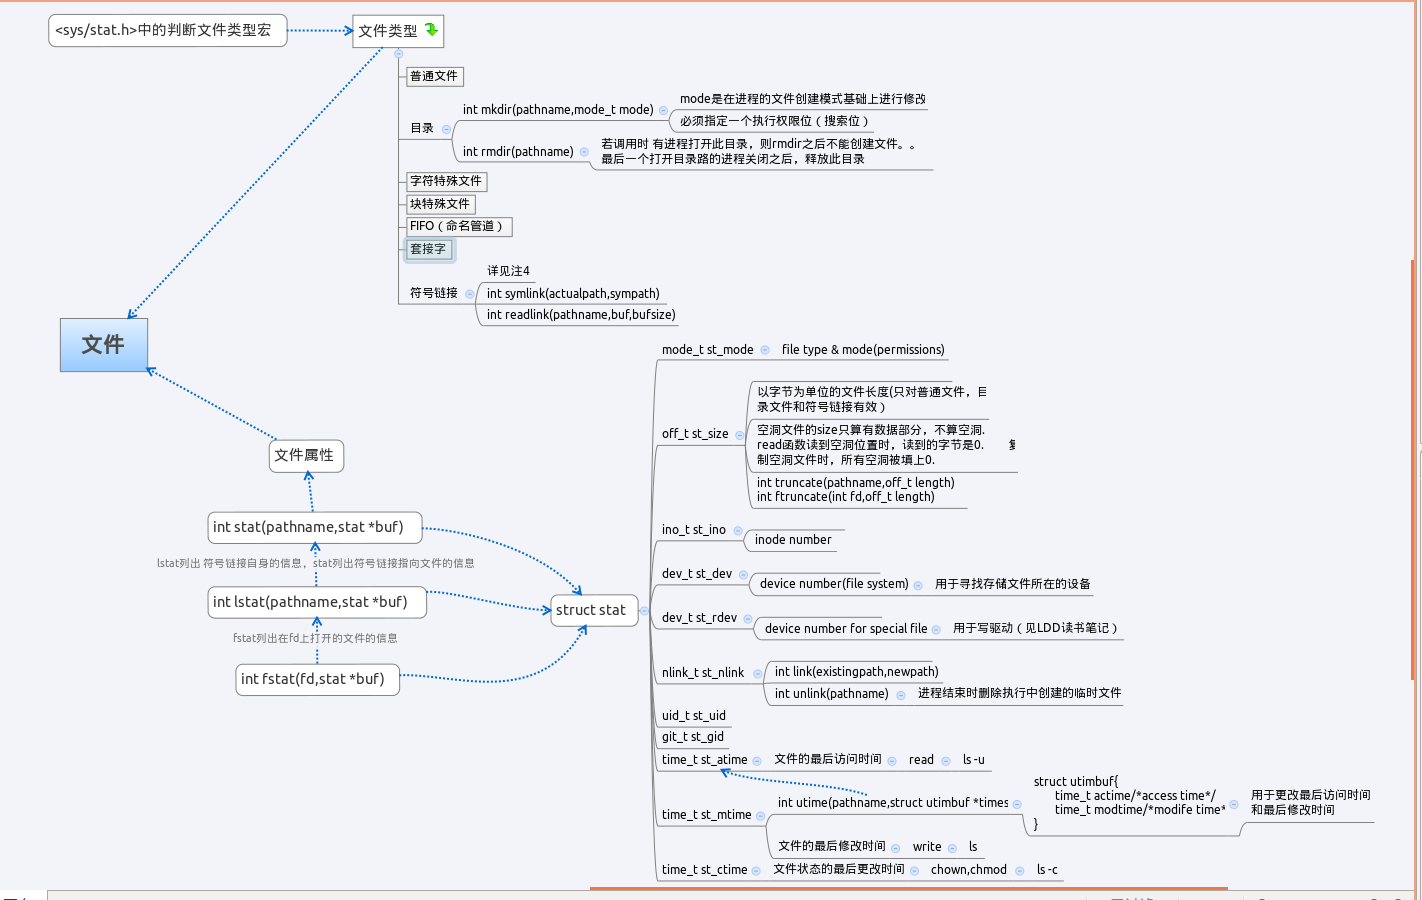 <sys/stat.h>中的判断文件类型宏
文件类型
普通文件
目录
int mkdir(pathname,mode_t mode)
mode是在进程的文件创建模式基础上进行修改
必须指定一个执行权限位（搜索位）
int rmdir(pathname)
若调用时 有进程打开此目录，则rmdir之后不能创建文件。。
最后一个打开目录路的进程关闭之后，释放此目录
字符特殊文件
块特殊文件
FIFO（命名管道）
套接字
符号链接
详见注4
int symlink(actualpath,sympath)
int readlink(pathname,buf,bufsize)
文件
文件属性
int stat(pathname,stat *buf)
lstat列出 符号链接自身的信息，stat列出符号链接指向文件的信息
int lstat(pathname,stat *buf)
fstat列出在fd上打开的文件的信息
int fstat(fd,stat *buf)
struct stat
mode_t st_mode
file type & mode(permissions)
off_t st_size
以字节为单位的文件长度(只对普通文件，目
录文件和符号链接有效）
空洞文件的size只算有数据部分，不算空洞.
read函数读到空洞位置时，读到的字节是0.
制空洞文件时，所有空洞被填上0.
int truncate(pathname,off_t length)
int ftruncate(int fd,off_t length)
ino_t st_ino
inode number
dev_t st_dev
device number(file system)
用于寻找存储文件所在的设备
dev_t st_rdev
device number for special file
用于写驱动（见LDD读书笔记）
nlink_t st_nlink
int link(existingpath,newpath)
int unlink(pathname)
进程结束时删除执行中创建的临时文件
uid_t st_uid
git_t st_gid
time_t st_atime
文件的最后访问时间
read
ls -u
time_t st_mtime
int utime(pathname,struct utimbuf *times
struct utimbuf{
time_t actime/*access time*/
time_t modtime/*modife time*
}
用于更改最后访问时间
和最后修改时间
文件的最后修改时间
write
ls
time_t st_ctime
文件状态的最后更改时间
chown,chmod
ls -c